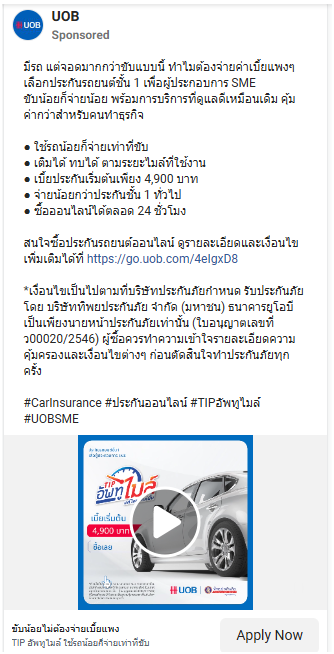 UOB
Sponsored
มีรถ แต่จอดมากกว่าขับแบบนี้ ทำไมต้องจ่ายค่าเบี้ยแพงๆ
เลือกประกันรถยนต์ชั้น 1 เพื่อผู้ประกอบการ SME
ขับน้อยก็จ่ายน้อย พร้อมการบริการที่ดูแลดีเหมือนเดิม คุ้ม
ค่ากว่าสำหรับคนทำธุรกิจ
● ใช้รถน้อยก็จ่ายเท่าที่ขับ
● เติมได้ ทบได้ ตามระยะไมล์ที่ใช้งาน
● เบี้ยประกันเริ่มต้นเพียง 4,900 บาท
● จ่ายน้อยกว่าประกันชั้น 1 ทั่วไป
● ซื้อออนไลน์ได้ตลอด 24 ชั่วโมง
สนใจซื้อประกันรถยนต์ออนไลน์ ดูรายละเอียดและเงื่อนไข
เพิ่มเติมได้ที่ https://go.uob.com/4eIgxD8
*เงื่อนไขเป็นไปตามที่บริษัทประกันภัยกำหนด รับประกันภัย
โดย บริษัททิพยประกันภัย จำกัด (มหาชน) ธนาคารยูโอบี
เป็นเพียงนายหน้าประกันภัยเท่านั้น (ใบอนุญาตเลขที่
ว00020/2546) ผู้ซื้อควรทำความเข้าใจรายละเอียดความ
คุ้มครองและเงื่อนไขต่างๆ ก่อนตัดสินใจทำประกันภัยทุก
ครั้ง
#CarInsurance #ประกันออนไลน์ #TIPอัพทูไมล์
#UOBSME
TIP
อัพทูไมล์
เบี้ยเริ่มต้น
4,900 บาท
ซื้อเลย
UOB
ขับน้อยไม่ต้องจ่ายเบี้ยแพง
TIP อัพทูไมล์ ใช้รถน้อยก็จ่ายเท่าที่ขับ
Apply Now